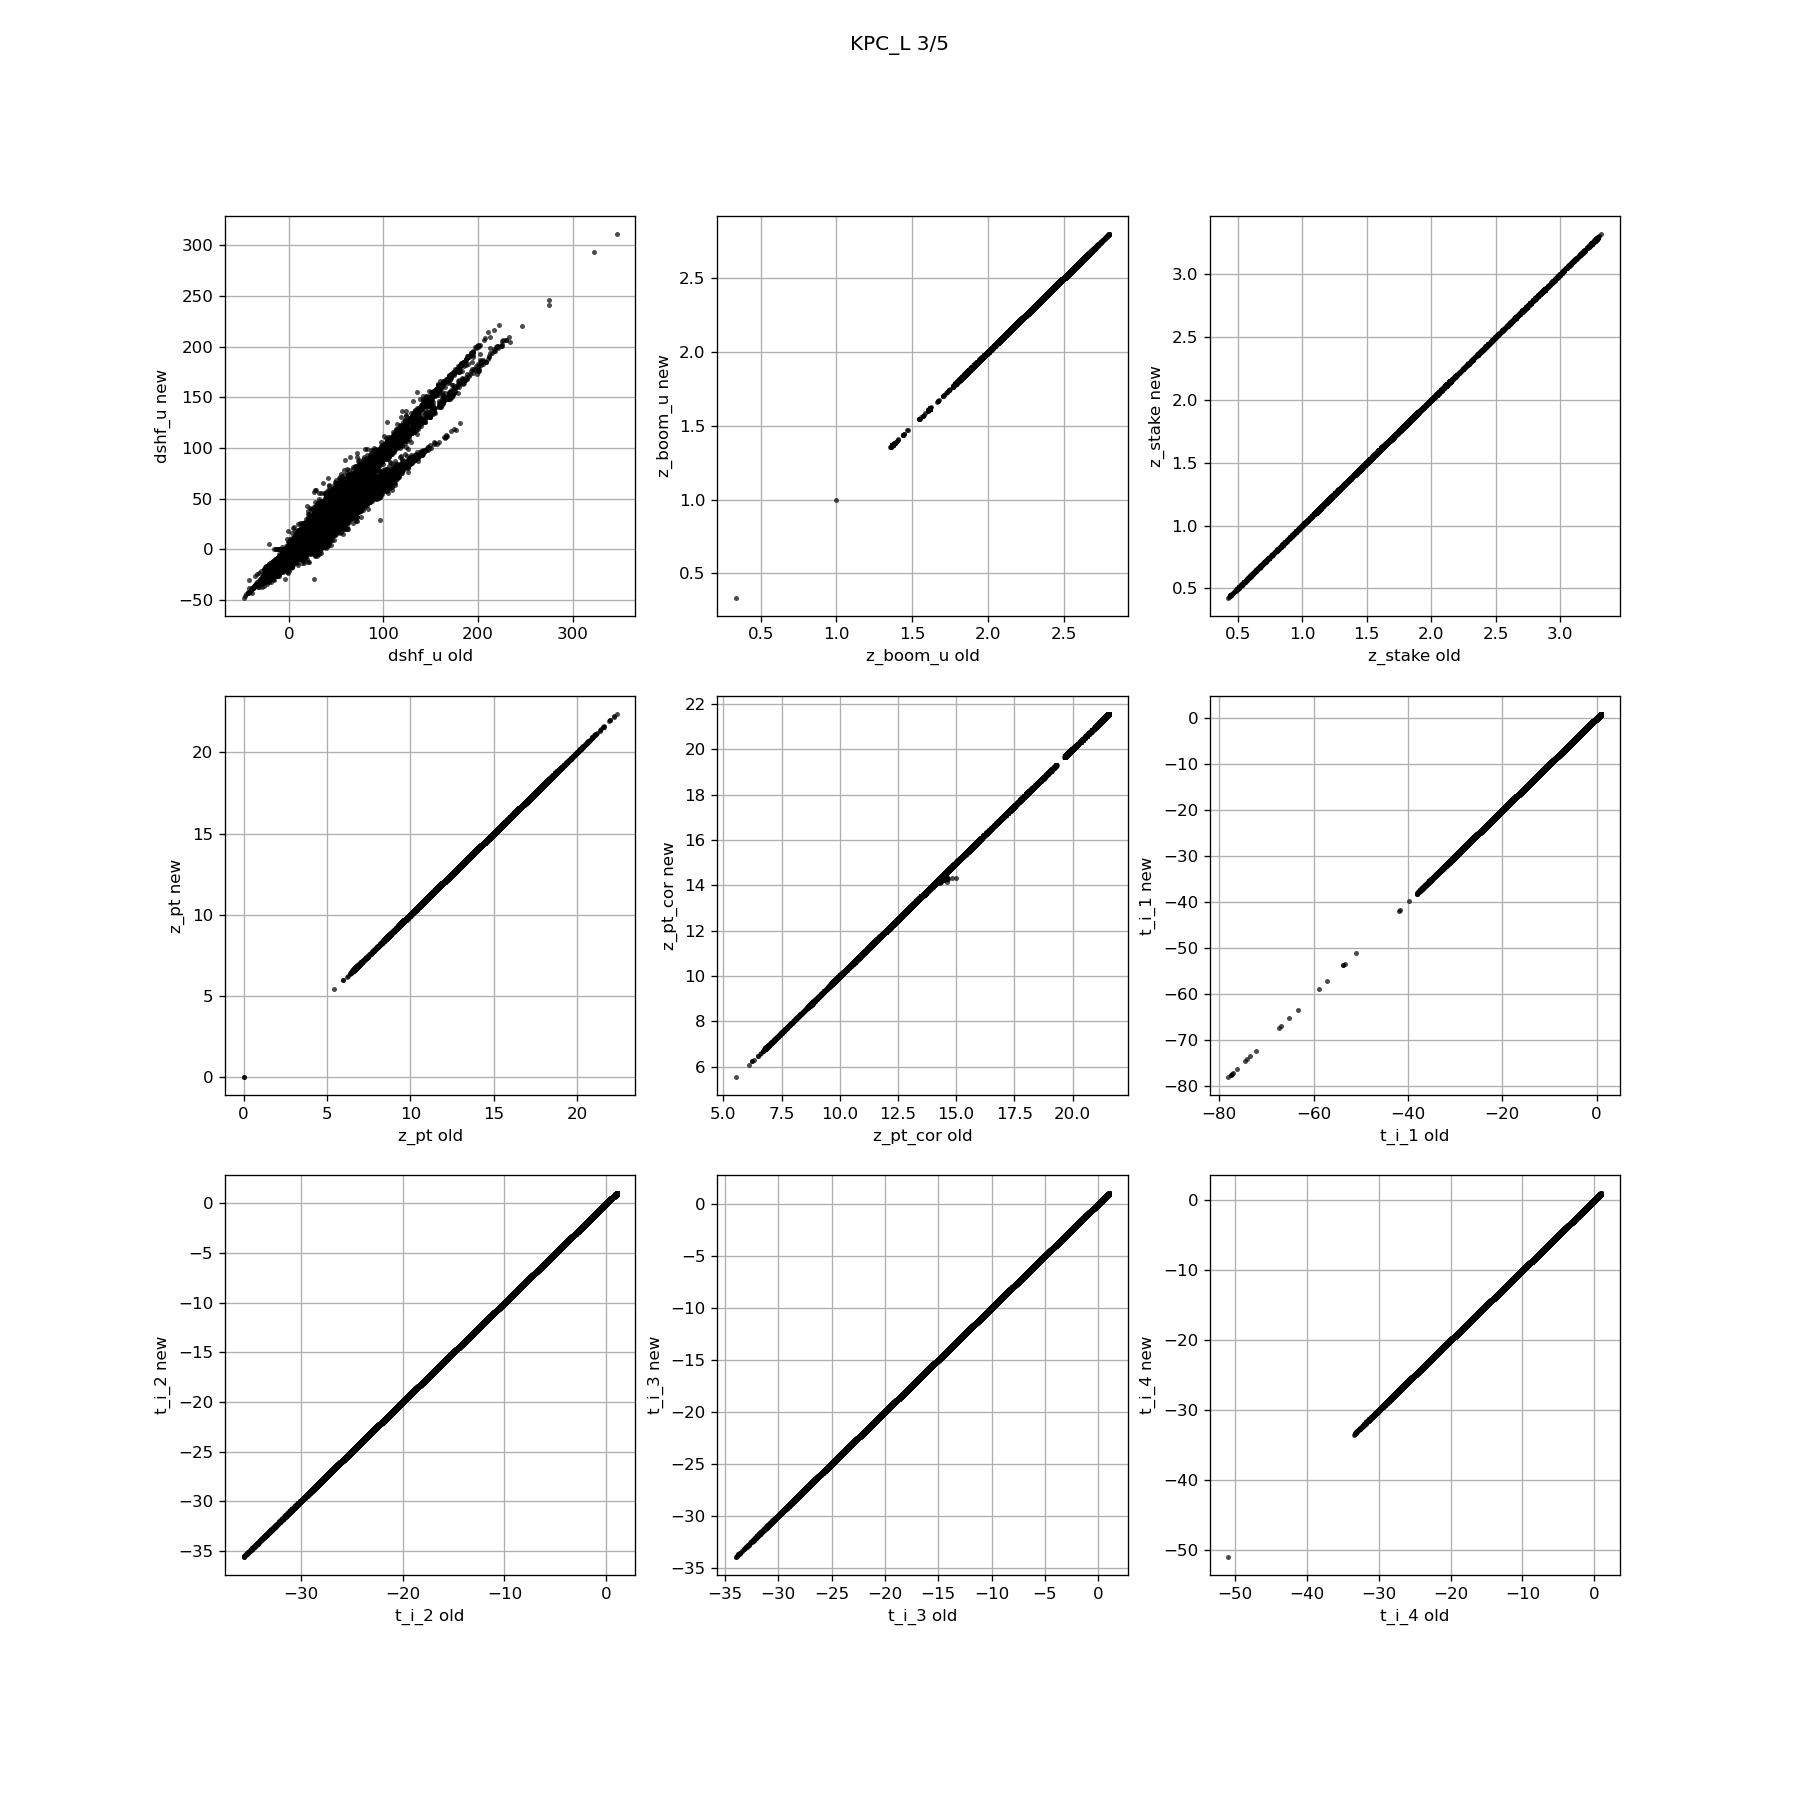 KPC_L 3/5
300
250
200
150
100
50
0
−50
dshf_u new
0 100 200 300
dshf_u old
2.5
2.0
1.5
1.0
0.5
z_boom_u new
0.5 1.0 1.5 2.0 2.5
z_boom_u old
3.0
2.5
2.0
1.5
1.0
0.5
z_stake new
0.5 1.0 1.5 2.0 2.5 3.0
z_stake old
20
15
10
5
0
z_pt new
0 5 10 15 20
z_pt old
22
20
18
16
14
12
10
8
6
z_pt_cor new
5.0 7.5 10.0 12.5 15.0 17.5 20.0
z_pt_cor old
0
−10
−20
−30
−40
−50
−60
−70
−80
t_i_1 new
−80 −60 −40 −20 0
t_i_1 old
0
−5
−10
−15
−20
−25
−30
−35
t_i_2 new
−30 −20 −10 0
t_i_2 old
0
−5
−10
−15
−20
−25
−30
−35
t_i_3 new
−35 −30 −25 −20 −15 −10 −5 0
t_i_3 old
0
−10
−20
−30
−40
−50
t_i_4 new
−50 −40 −30 −20 −10 0
t_i_4 old